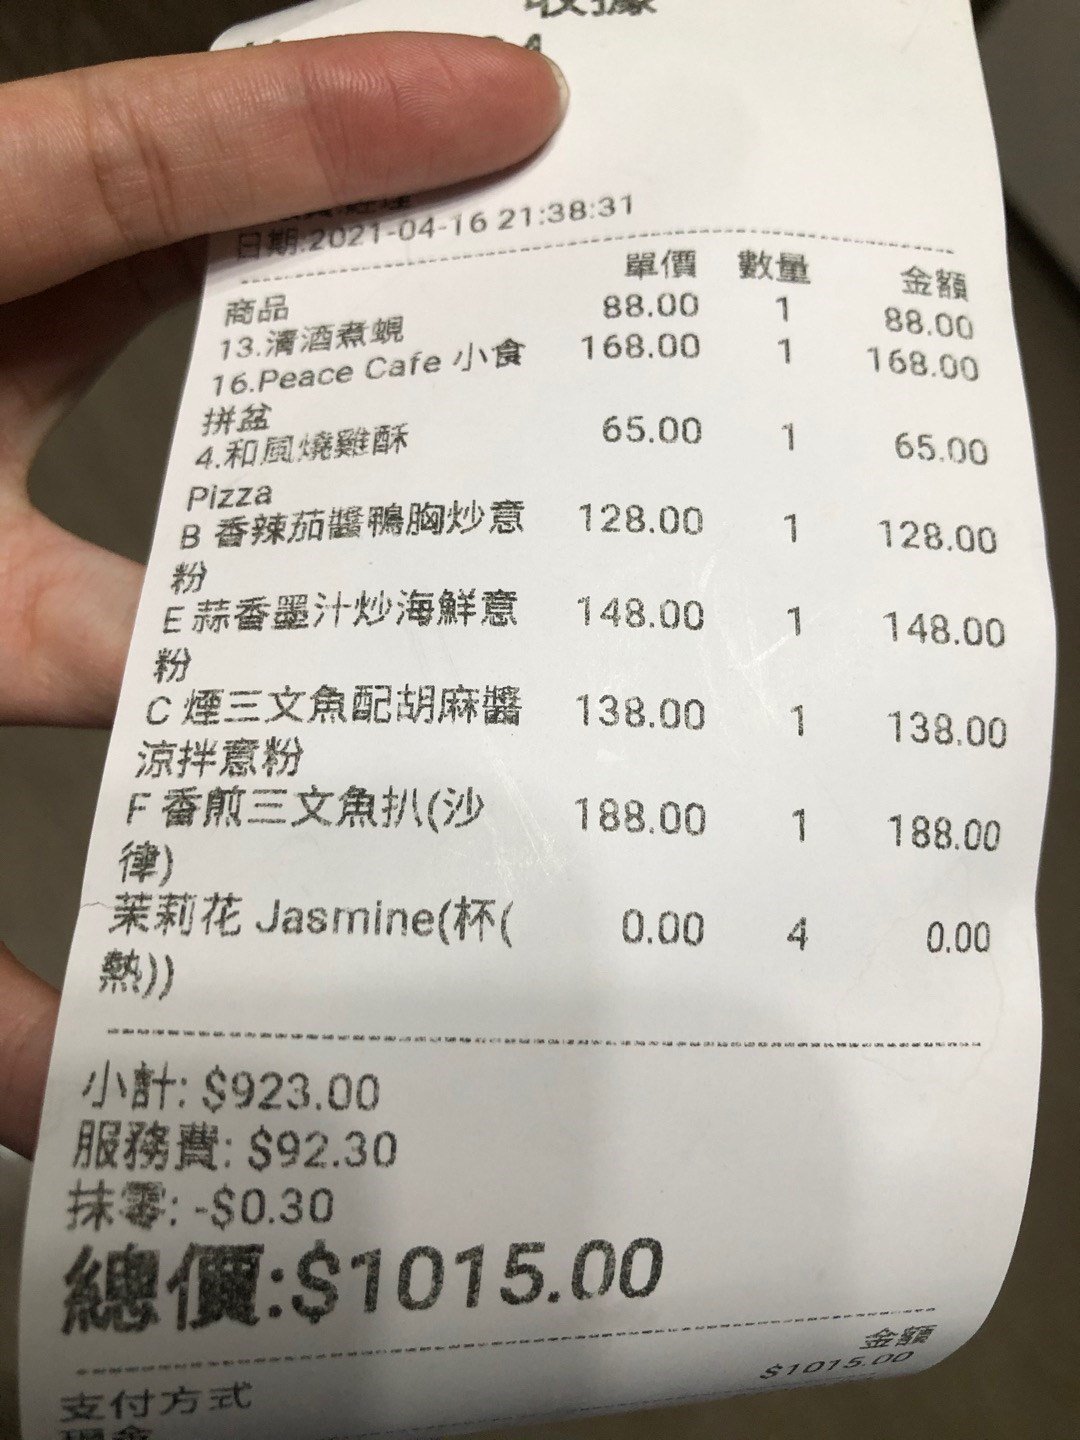 收據
日期:2021-04-16 21:38:31
商品 單價 數量 金額
13.清酒煮蜆 88.00 1 88.00
16.Peace Cafe 小食 168.00 1 168.00
拼盆
4.和風燒雞酥 65.00 1 65.00
Pizza
B 香辣茄醬鴨胸炒意 128.00 1 128.00
粉
E 蒜香墨汁炒海鮮意 148.00 1 148.00
粉
C 煙三文魚配胡麻醬 138.00 1 138.00
涼拌意粉
F 香煎三文魚扒(沙 188.00 1 188.00
律)
茉莉花 Jasmine(杯( 0.00 4 0.00
熱))
小計: $923.00
服務費: $92.30
抹零: -$0.30
總價:$1015.00
支付方式 金額
現金 $1015.00